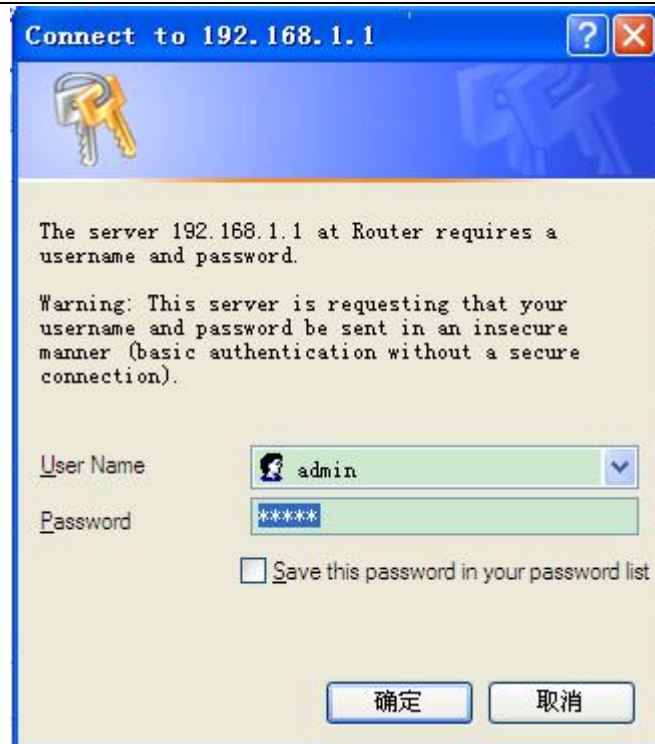 Connect to 192.168.1.1
The server 192.168.1.1 at Router requires a
username and password.
Warning: This server is requesting that your
username and password be sent in an insecure
manner (basic authentication without a secure
connection).
User Name
admin
Password
*****
Save this password in your password list
确定
取消